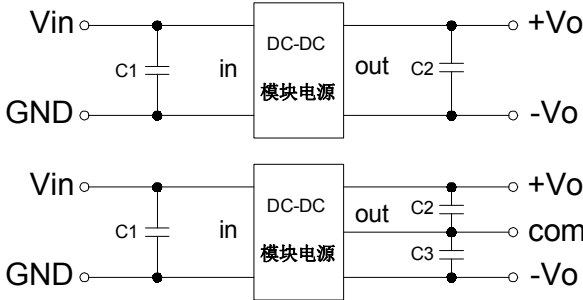 Vin
DC-DC
+Vo
C1
in
out
C2
模块电源
GND
-Vo
Vin
DC-DC
+Vo
out
C2
C1
in
com
模块电源
C3
GND
-Vo